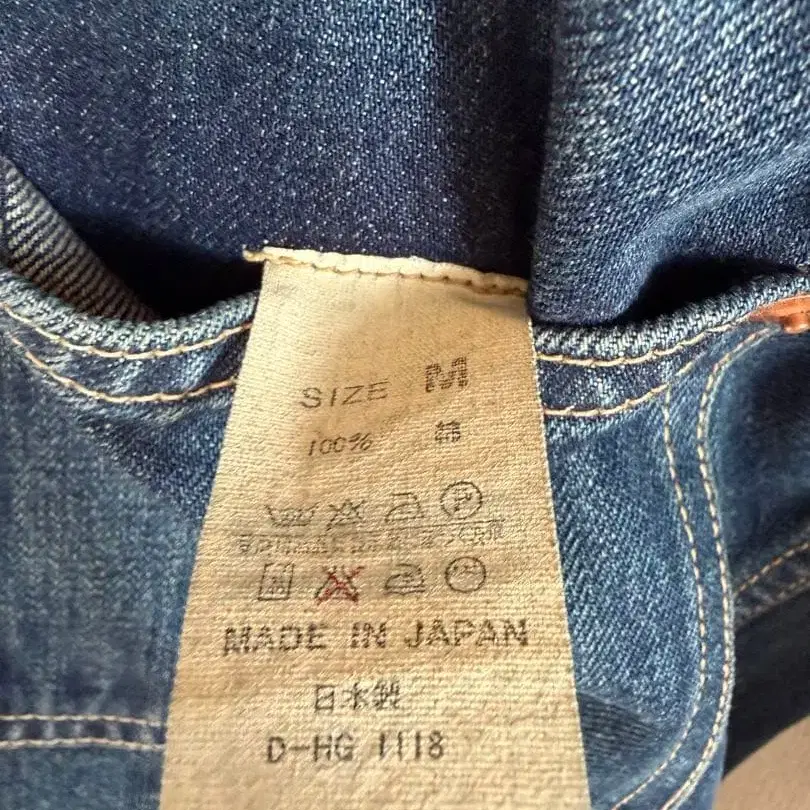 SIZE M
100% 綿
MADE IN JAPAN
日本製
D-HG 1118